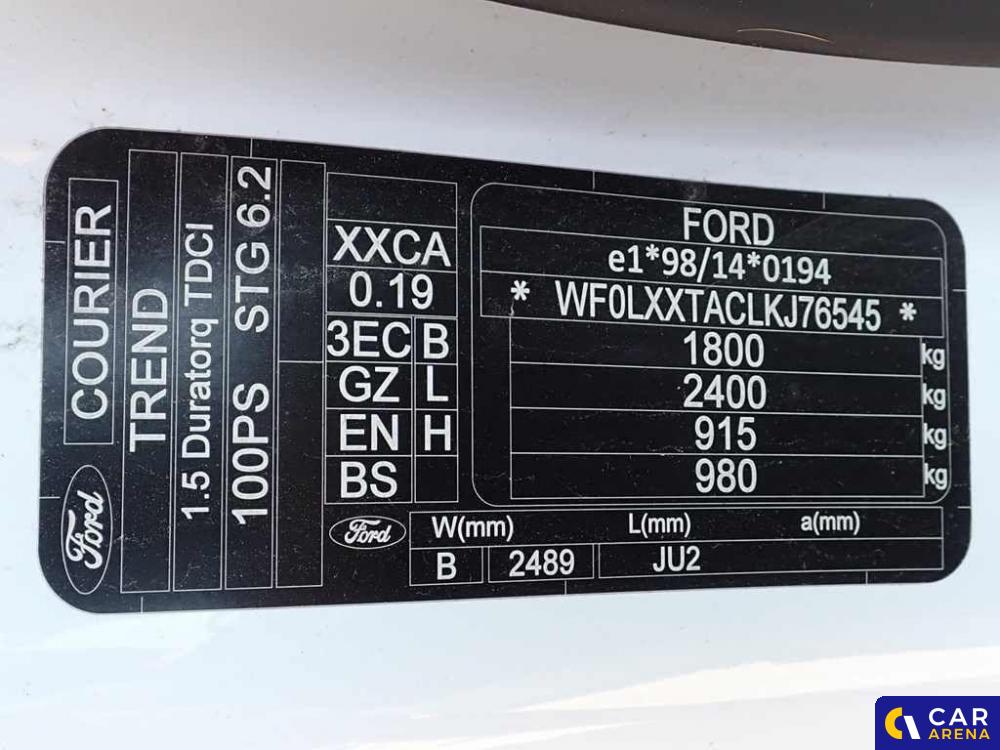 Ford
COURIER
TREND
1.5 Duratorq TDCI
100PS STG 6.2
XXCA
0.19
3EC B
GZ L
EN H
BS
FORD
e1*98/14*0194
* WF0LXXTACLKJ76545 *
1800 kg
2400 kg
915 kg
980 kg
Ford
W(mm) L(mm) a(mm)
B 2489 JU2
CAR
ARENA